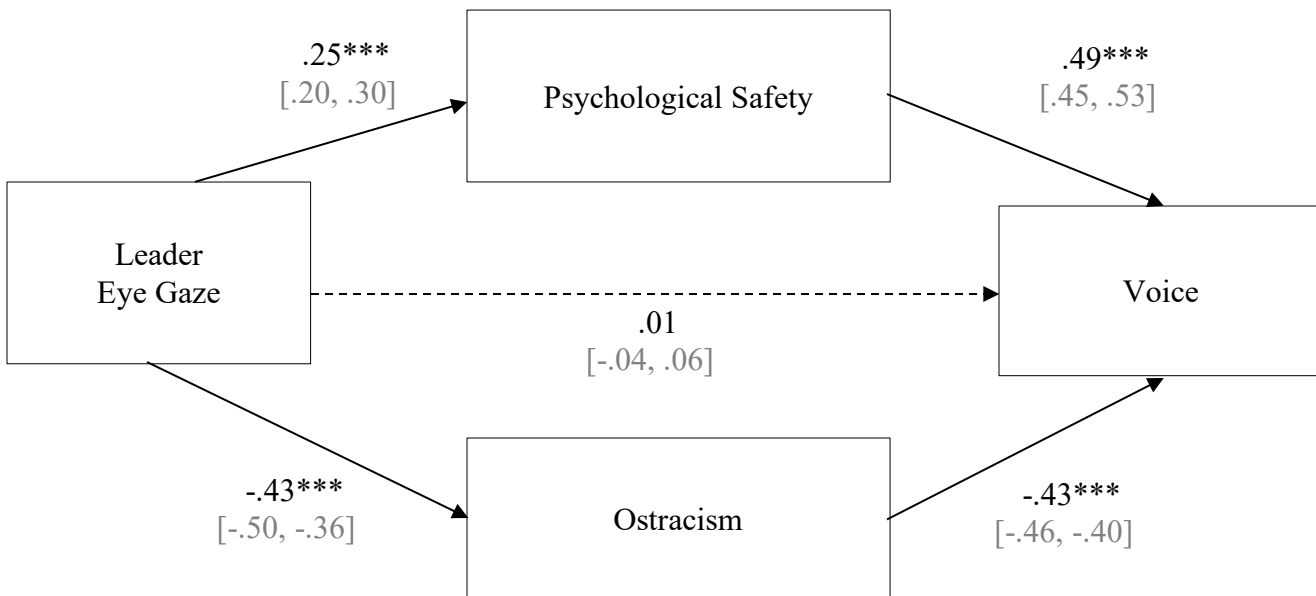 .25***
[.20, .30]
Psychological Safety
.49***
[.45, .53]
Leader
Eye Gaze
Voice
.01
[-.04, .06]
-.43***
[-.50, -.36]
Ostracism
-.43***
[-.46, -.40]